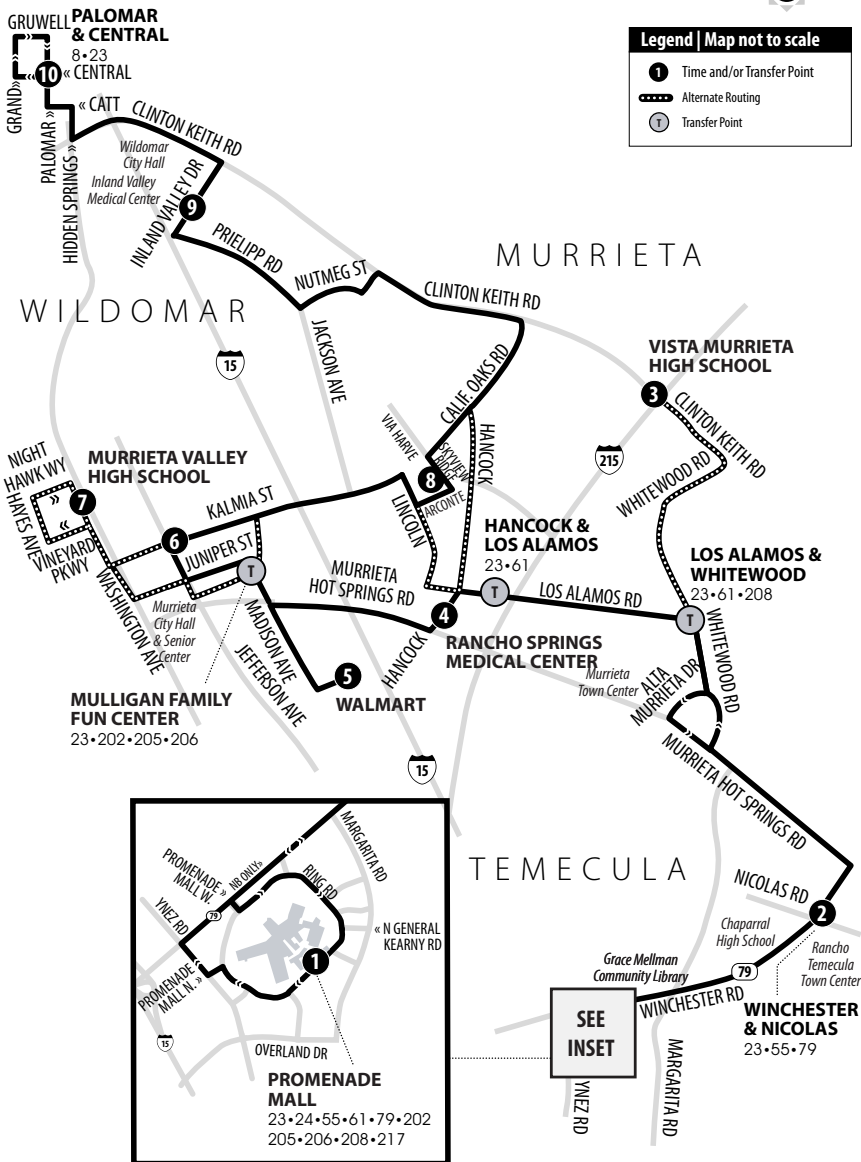 GRUWELL
PALOMAR
& CENTRAL
8•23
10
« CENTRAL
GRAND»
PALOMAR »
« CATT
HIDDEN SPRINGS »
CLINTON KEITH RD
Wildomar
City Hall
Inland Valley
Medical Center
INLAND VALLEY DR
9
PRIELIPP RD
NUTMEG ST
Legend | Map not to scale
1 Time and/or Transfer Point
Alternate Routing
T Transfer Point
MURRIETA
CLINTON KEITH RD
WILDOMAR
JACKSON AVE
15
CALIF. OAKS RD
VISTA MURRIETA
HIGH SCHOOL
3
CLINTON KEITH RD
215
WHITEWOOD RD
VIA HARVE
SKYVIEW
RIDGE
HANCOCK
8
ARCONTE
LINCOLN
NIGHT
HAWK WY
MURRIETA VALLEY
HIGH SCHOOL
7
HAYES AVE
VINEYARD
PKWY
KALMIA ST
6
JUNIPER ST
T
WASHINGTON AVE
Murrieta
City Hall
& Senior
Center
MADISON AVE
JEFFERSON AVE
MURRIETA
HOT SPRINGS RD
HANCOCK &
LOS ALAMOS
23•61
T
LOS ALAMOS RD
LOS ALAMOS &
WHITEWOOD
23•61•208
T
WHITEWOOD RD
HANCOCK
4
RANCHO SPRINGS
MEDICAL CENTER
Murrieta
Town Center
ALTA
MURRIETA DR
5
WALMART
MULLIGAN FAMILY
FUN CENTER
23•202•205•206
15
MURRIETA HOT SPRINGS RD
TEMECULA
NICOLAS RD
2
Chaparral
High School
Rancho
Temecula
Town Center
Grace Mellman
Community Library
79
WINCHESTER RD
WINCHESTER
& NICOLAS
23•55•79
SEE
INSET
YNEZ RD
MARGARITA RD
MARGARITA RD
PROMENADE »
MALL W.
NB ONLY»
RING RD
79
YNEZ RD
« N GENERAL
KEARNY RD
1
PROMENADE
MALL N. »
15
OVERLAND DR
PROMENADE
MALL
23•24•55•61•79•202
205•206•208•217